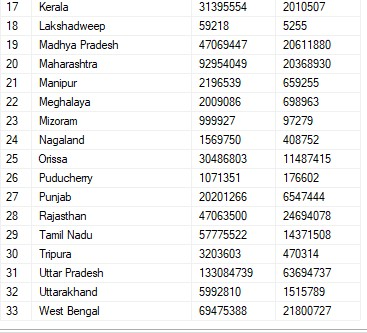 17 Kerala 31395554 2010507
18 Lakshadweep 59218 5255
19 Madhya Pradesh 47069447 20611880
20 Maharashtra 92954049 20368930
21 Manipur 2196539 659255
22 Meghalaya 2009086 698963
23 Mizoram 999927 97279
24 Nagaland 1569750 408752
25 Orissa 30486803 11487415
26 Puducherry 1071351 176602
27 Punjab 20201266 6547444
28 Rajasthan 47063500 24694078
29 Tamil Nadu 57775522 14371508
30 Tripura 3203603 470314
31 Uttar Pradesh 133084739 63694737
32 Uttarakhand 5992810 1515789
33 West Bengal 69475388 21800727